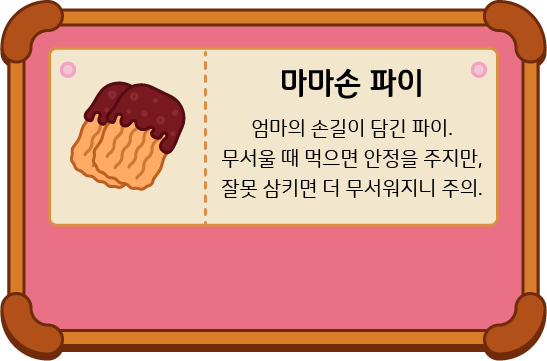 마마손 파이
엄마의 손길이 담긴 파이.
무서울 때 먹으면 안정을 주지만,
잘못 삼키면 더 무서워지니 주의.